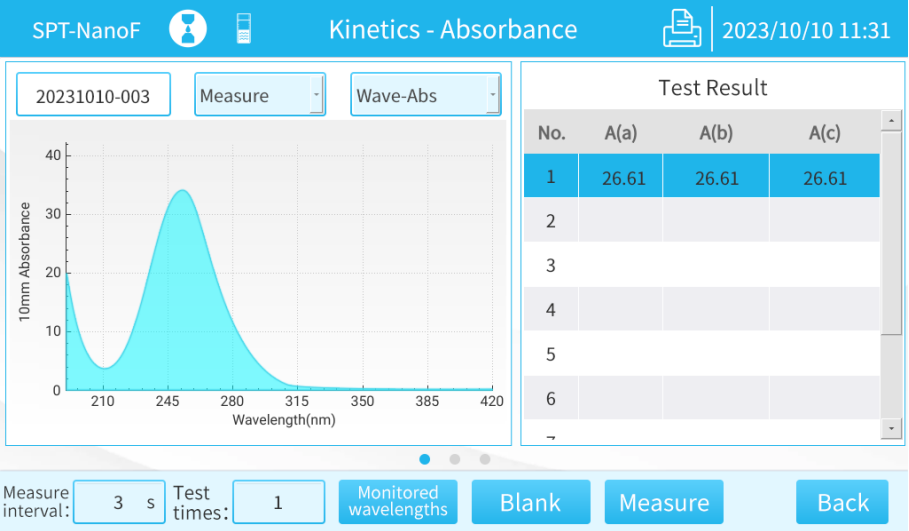 SPT-NanoF
Kinetics - Absorbance
2023/10/10 11:31
20231010-003
Measure
Wave-Abs
40
30
20
10
0
10mm Absorbance
210 245 280 315 350 385 420
Wavelength(nm)
Test Result
No. A(a) A(b) A(c)
1 26.61 26.61 26.61
2
3
4
5
6
Measure interval: 3 s
Test times: 1
Monitored
wavelengths
Blank
Measure
Back